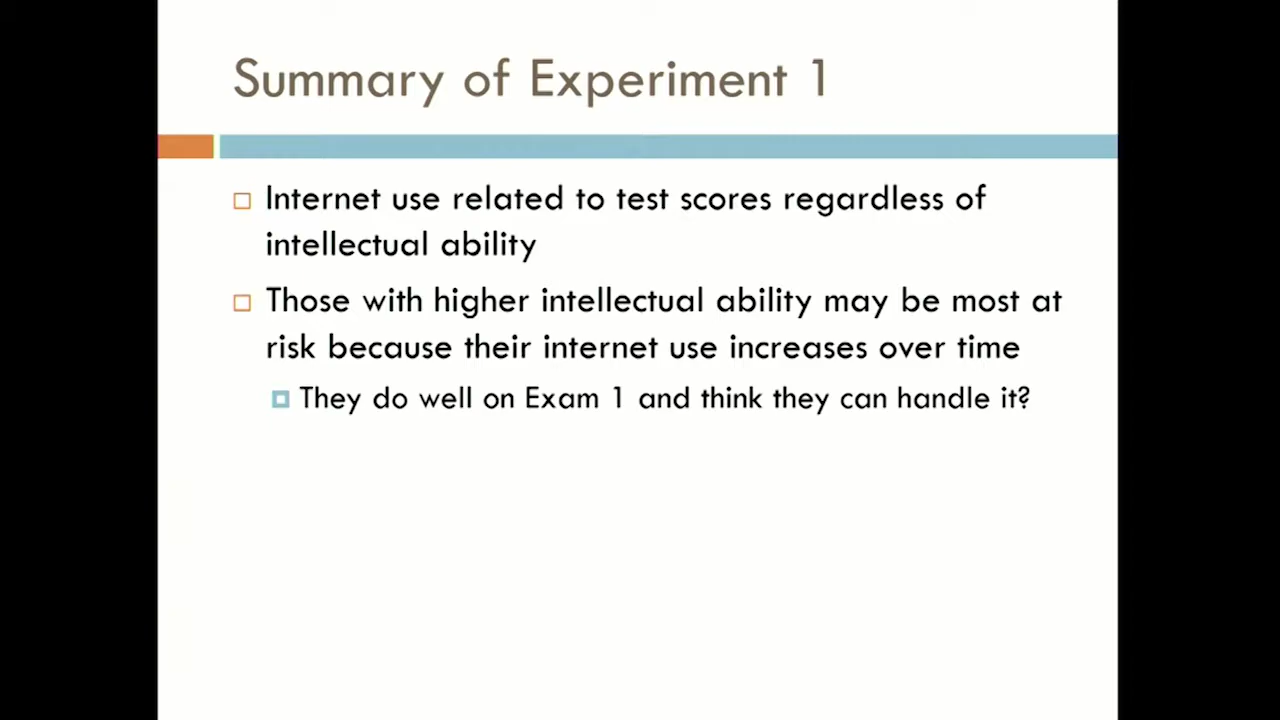 Summary of Experiment 1
Internet use related to test scores regardless of
intellectual ability
Those with higher intellectual ability may be most at
risk because their internet use increases over time
They do well on Exam 1 and think they can handle it?